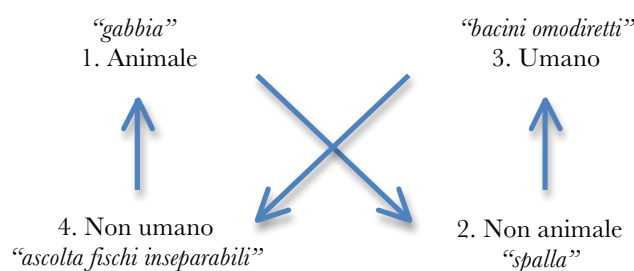 “gabbia”
1. Animale
“bacini omodiretti”
3. Umano
4. Non umano
“ascolta fischi inseparabili”
2. Non animale
“spalla”